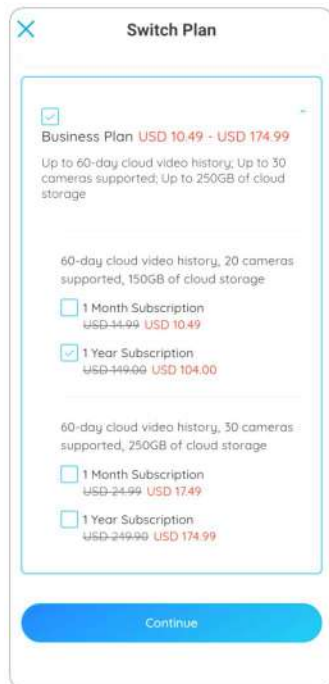 Switch Plan
Business Plan USD 10.49 - USD 174.99
Up to 60-day cloud video history; Up to 30
cameras supported; Up to 250GB of cloud
storage
60-day cloud video history, 20 cameras
supported, 150GB of cloud storage
1 Month Subscription
USD 14.99 USD 10.49
1 Year Subscription
USD 149.00 USD 104.00
60-day cloud video history, 30 cameras
supported, 250GB of cloud storage
1 Month Subscription
USD 24.99 USD 17.49
1 Year Subscription
USD 249.90 USD 174.99
Continue